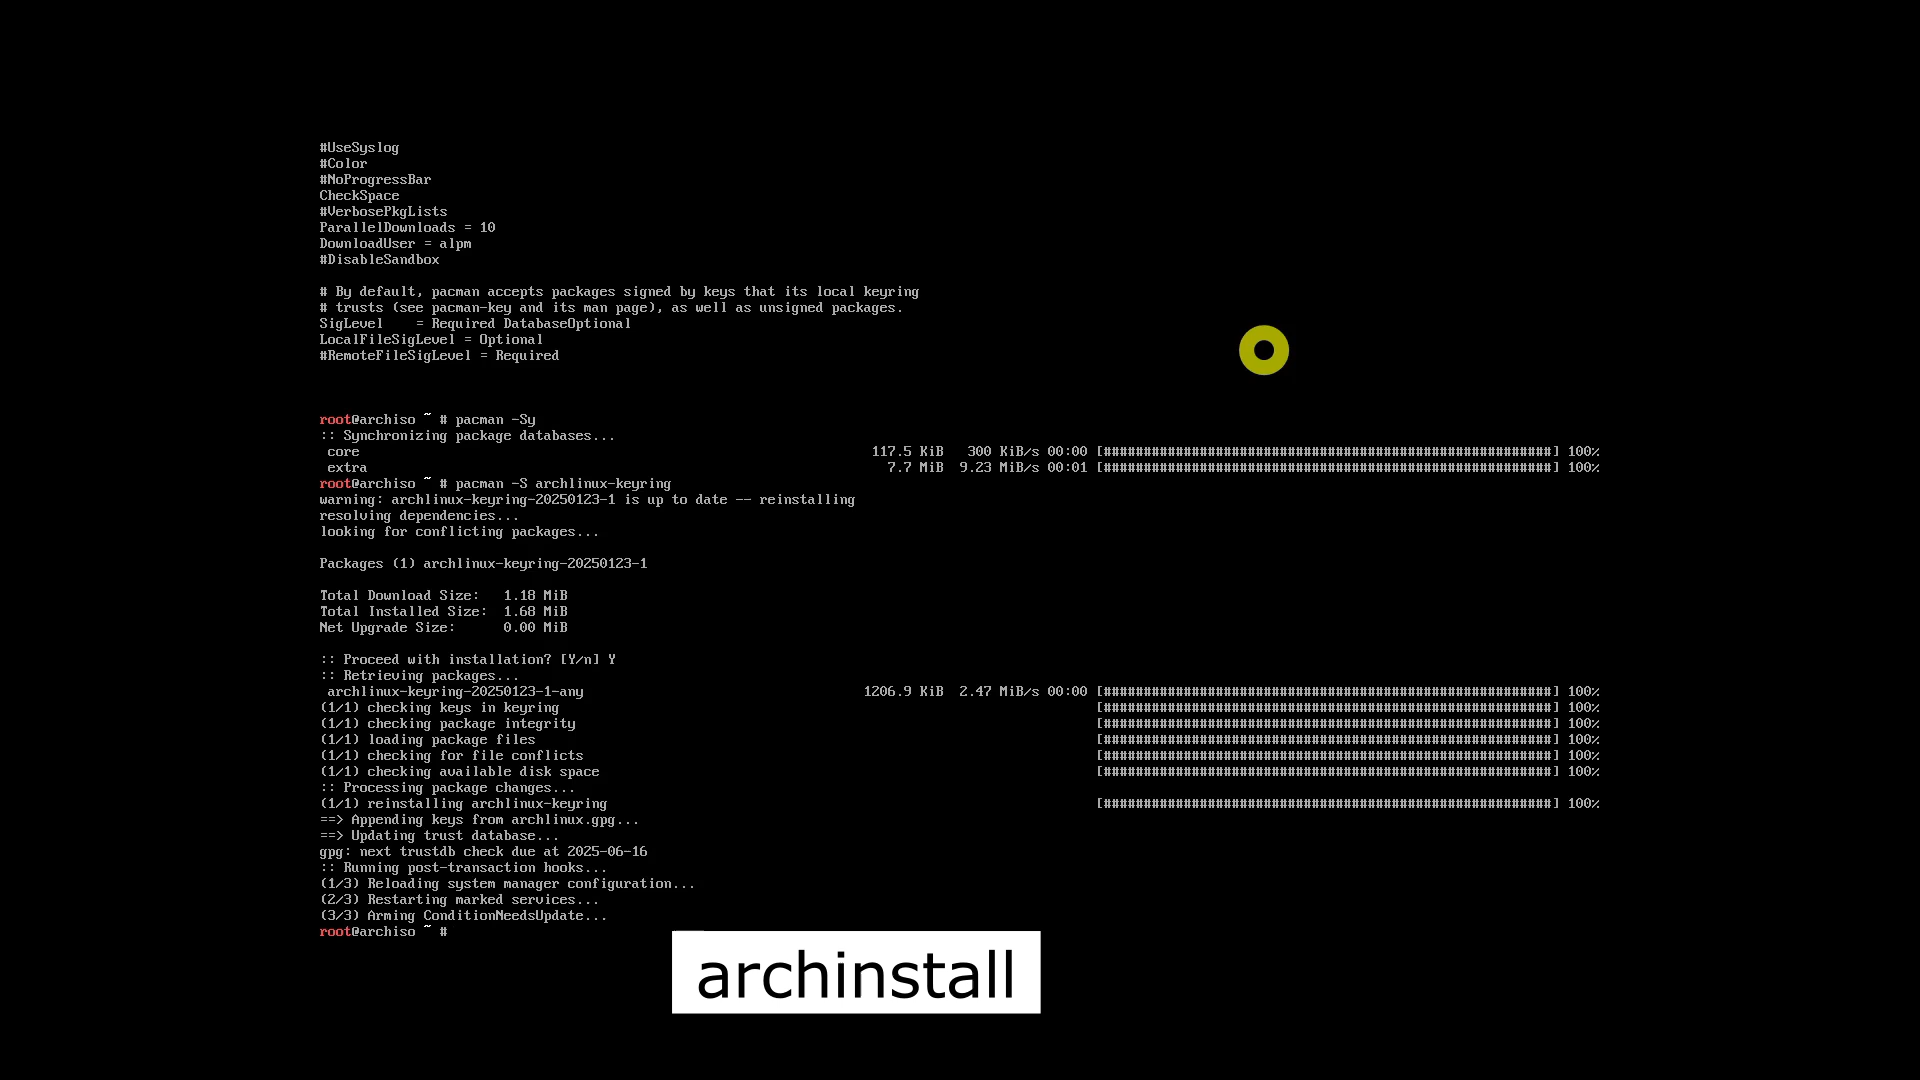 #UseSyslog
#Color
#NoProgressBar
CheckSpace
#VerbosePkgLists
ParallelDownloads = 10
DownloadUser = alpm
#DisableSandbox
# By default, pacman accepts packages signed by keys that its local keyring
# trusts (see pacman-key and its man page), as well as unsigned packages.
SigLevel    = Required DatabaseOptional
LocalFileSigLevel = Optional
#RemoteFileSigLevel = Required
root@archiso ~ # pacman -Sy
:: Synchronizing package databases...
core 117.5 KiB 300 KiB/s 00:00 [########################################################] 100%
extra 7.7 MiB 9.23 MiB/s 00:01 [########################################################] 100%
root@archiso ~ # pacman -S archlinux-keyring
warning: archlinux-keyring-20250123-1 is up to date -- reinstalling
resolving dependencies...
looking for conflicting packages...
Packages (1) archlinux-keyring-20250123-1
Total Download Size:   1.18 MiB
Total Installed Size:  1.68 MiB
Net Upgrade Size:      0.00 MiB
:: Proceed with installation? [Y/n] Y
:: Retrieving packages...
archlinux-keyring-20250123-1-any 1206.9 KiB 2.47 MiB/s 00:00 [########################################################] 100%
(1/1) checking keys in keyring [########################################################] 100%
(1/1) checking package integrity [########################################################] 100%
(1/1) loading package files [########################################################] 100%
(1/1) checking for file conflicts [########################################################] 100%
(1/1) checking available disk space [########################################################] 100%
:: Processing package changes...
(1/1) reinstalling archlinux-keyring [########################################################] 100%
==> Appending keys from archlinux.gpg...
==> Updating trust database...
gpg: next trustdb check due at 2025-06-16
:: Running post-transaction hooks...
(1/3) Reloading system manager configuration...
(2/3) Restarting marked services...
(3/3) Arming ConditionNeedsUpdate...
root@archiso ~ #
archinstall